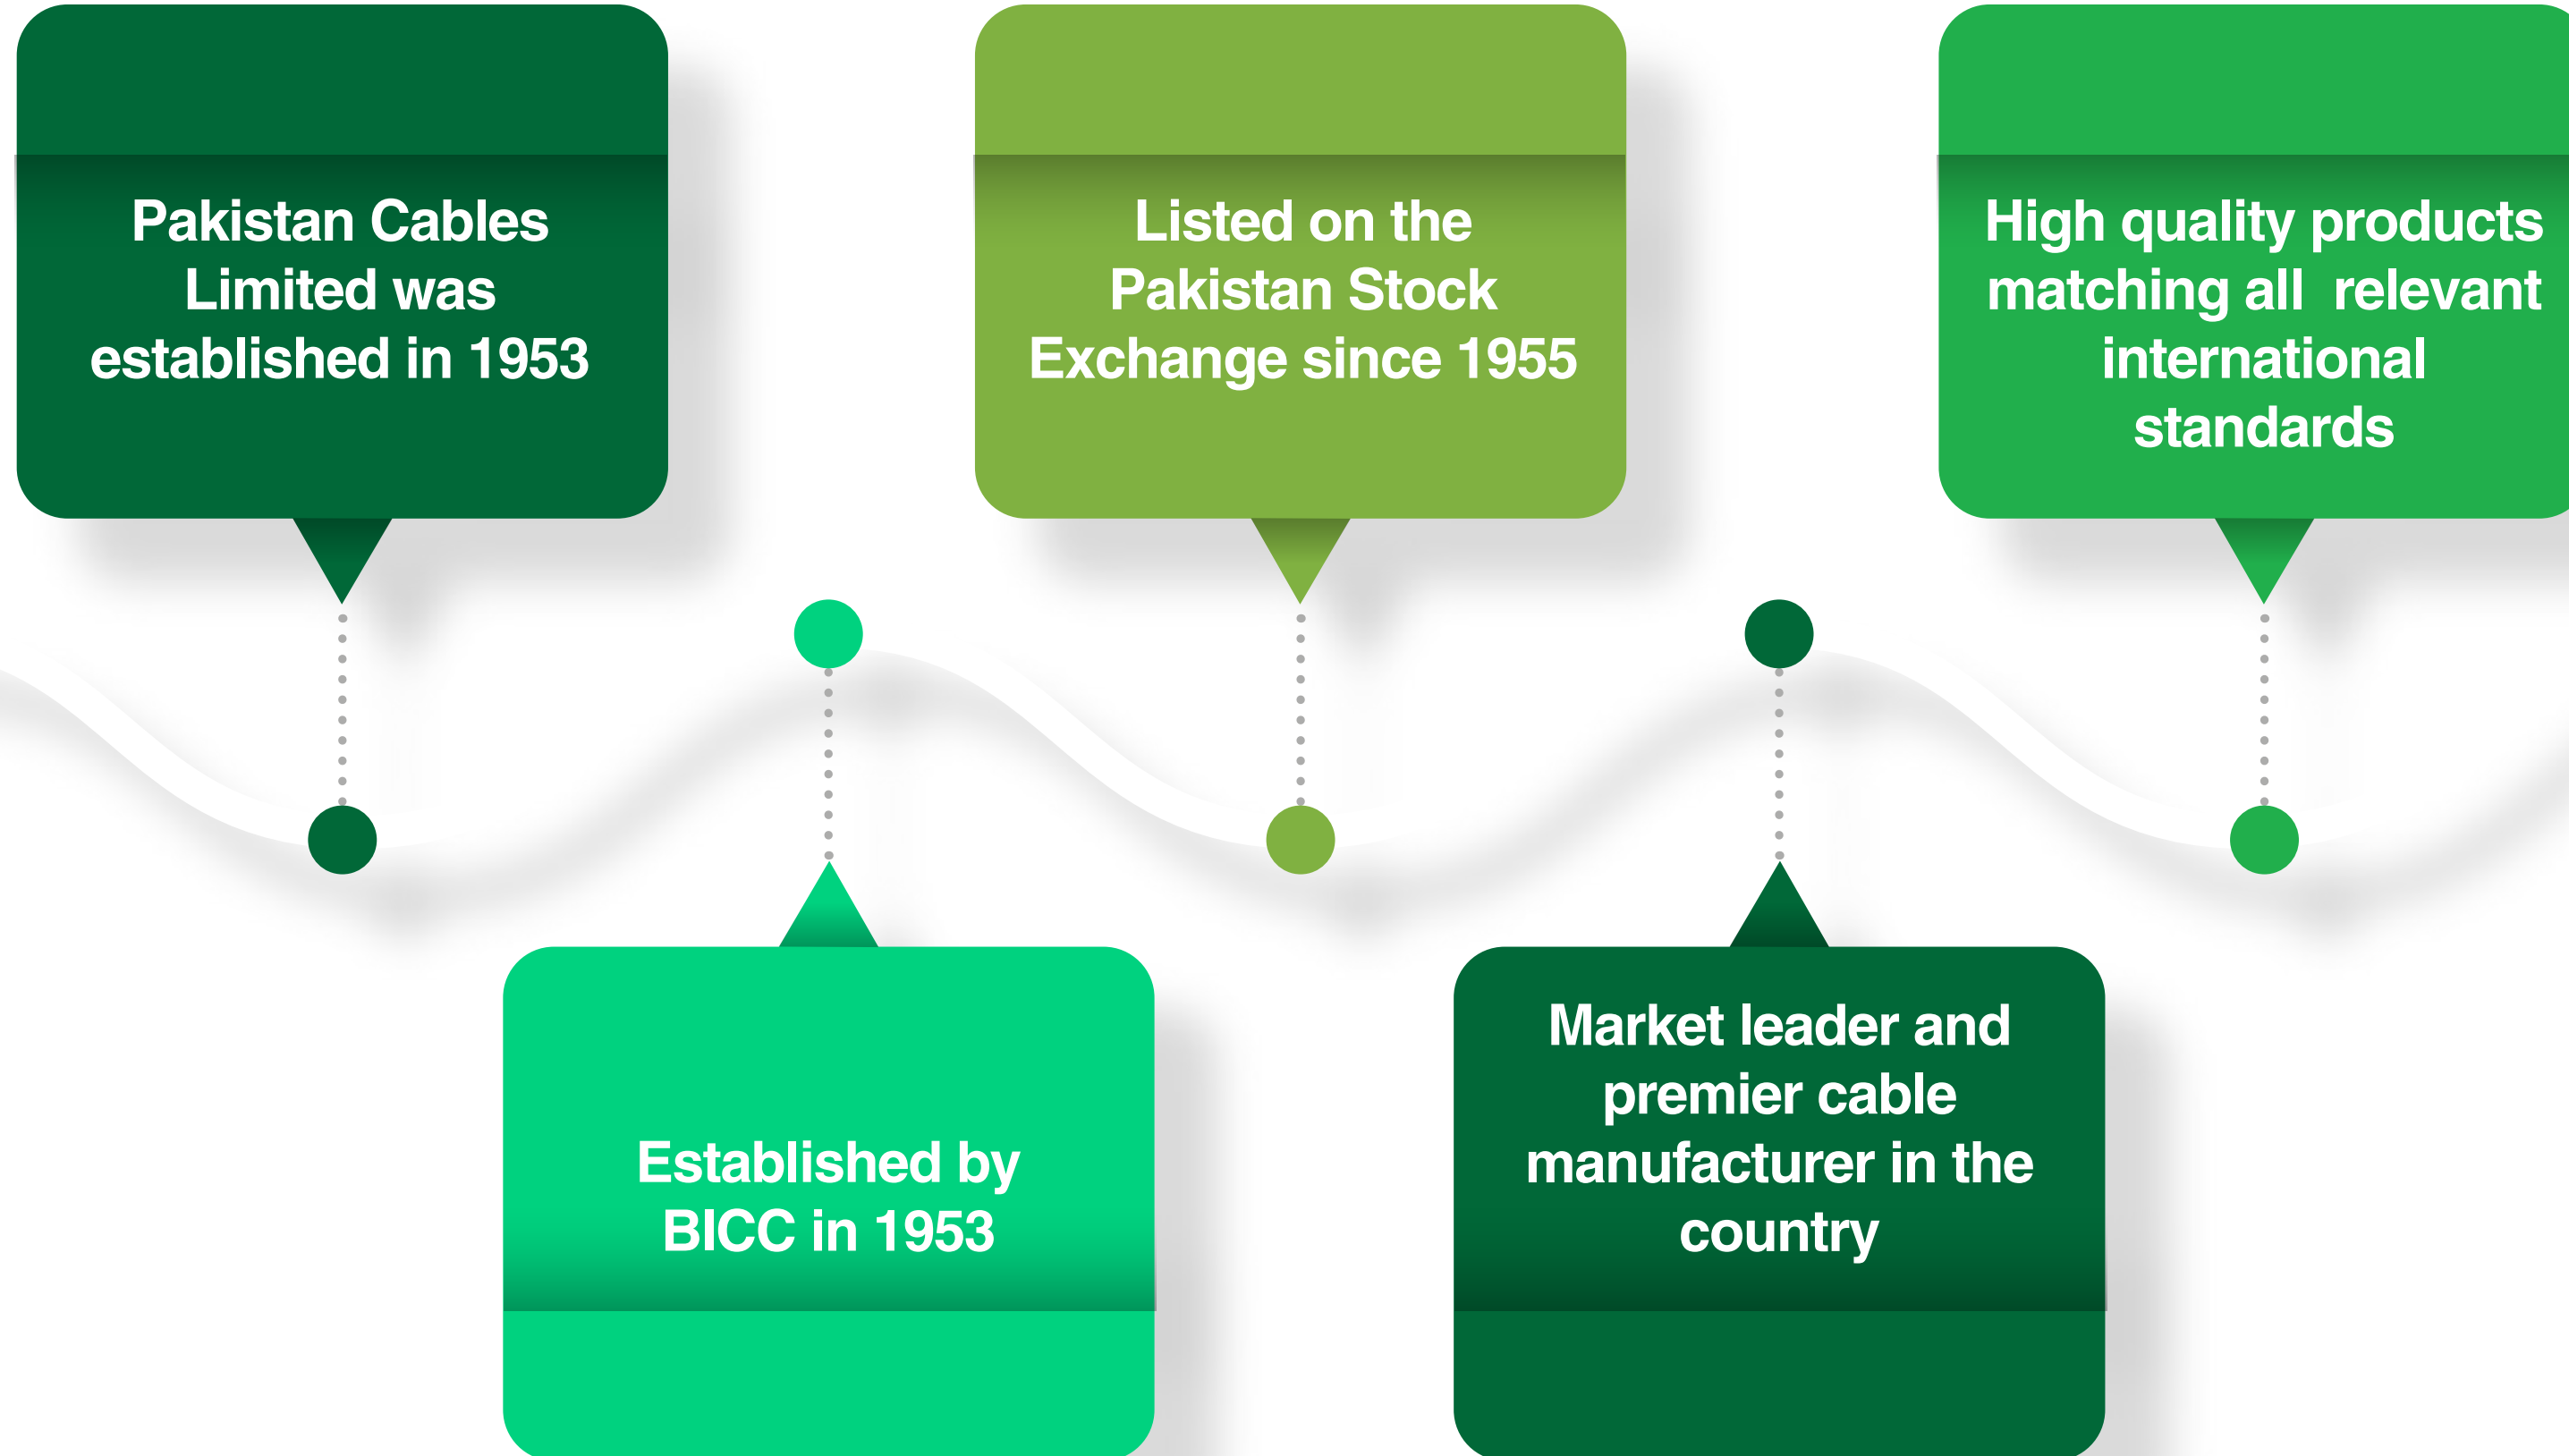 Pakistan Cables
Limited was
established in 1953
Established by
BICC in 1953
Listed on the
Pakistan Stock
Exchange since 1955
Market leader and
premier cable
manufacturer in the
country
High quality products
matching all relevant
international
standards